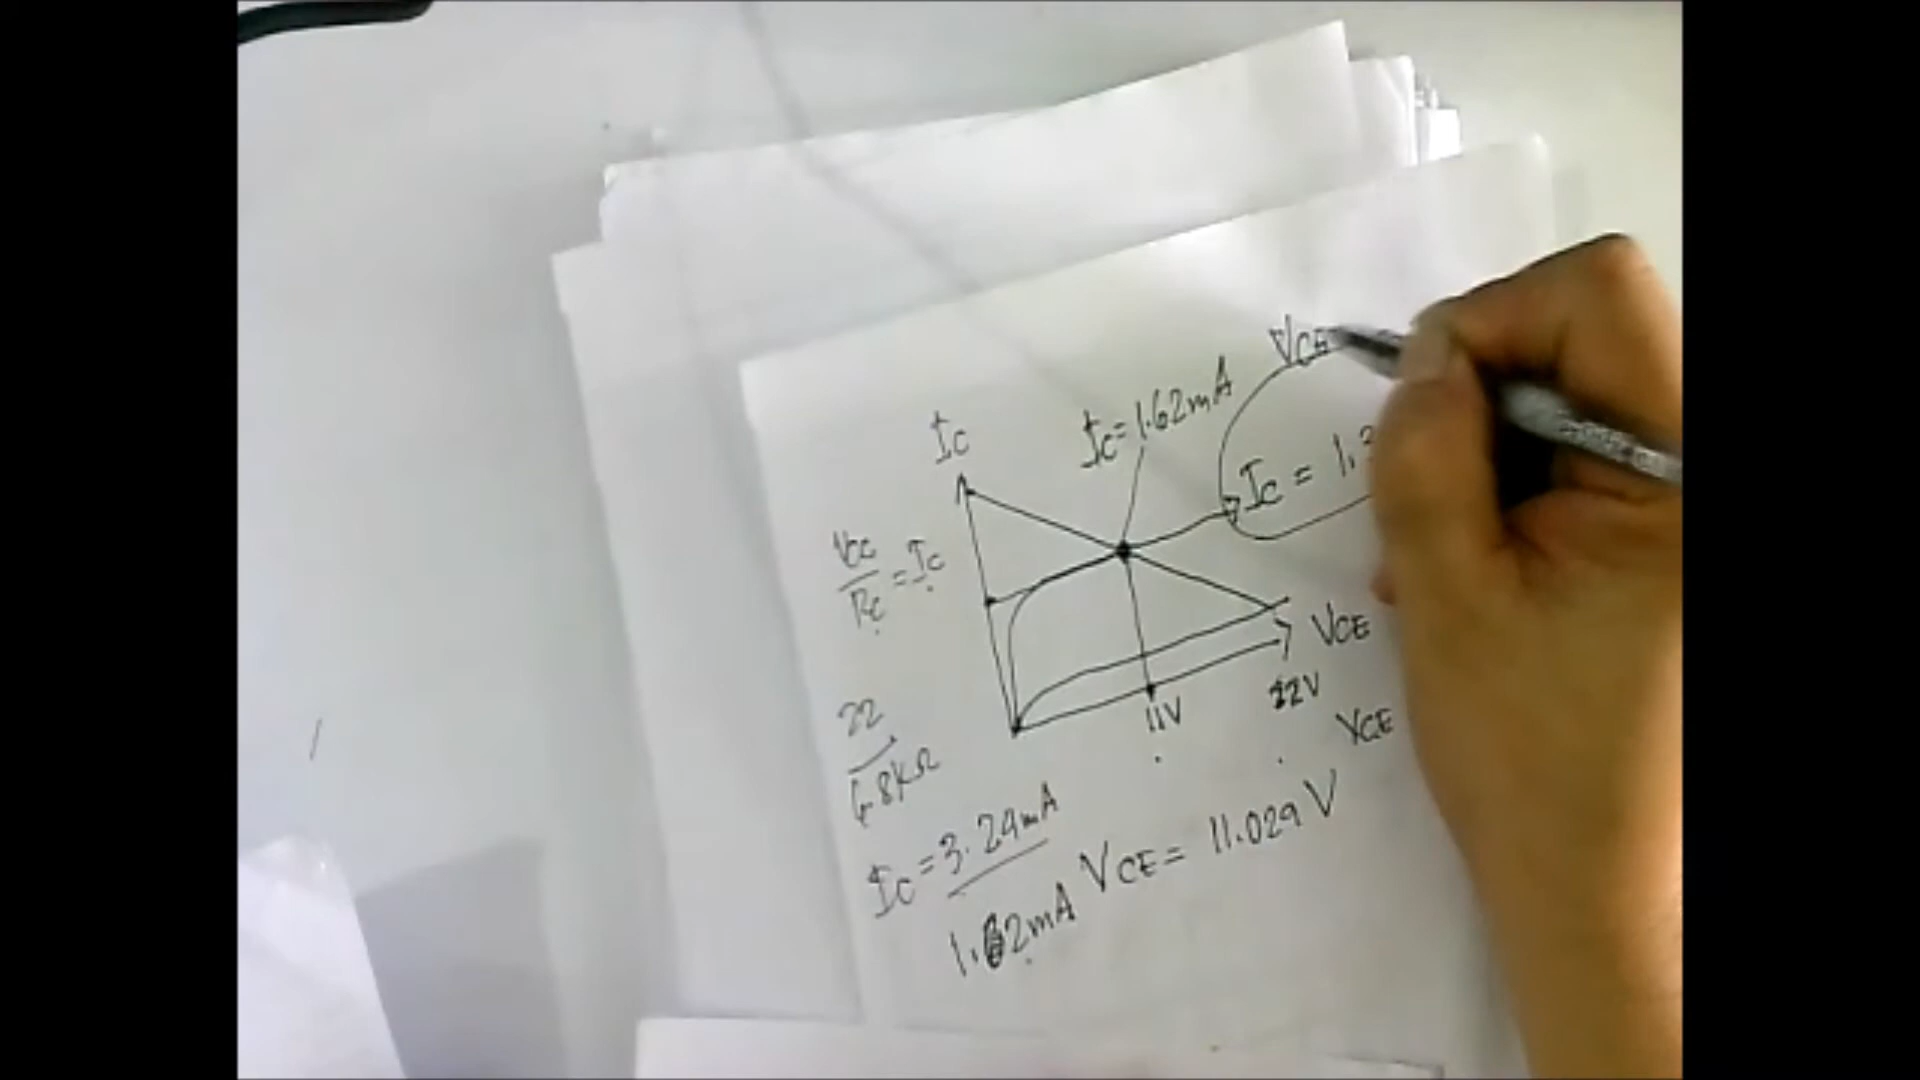 VCE
IC
IC=1.62mA
IC = 1.3
VCC
RC
=IC
VCE
11V
22V
VCE
22
6.8KΩ
IC=3.24mA
VCE= 11.029 V
1.62mA